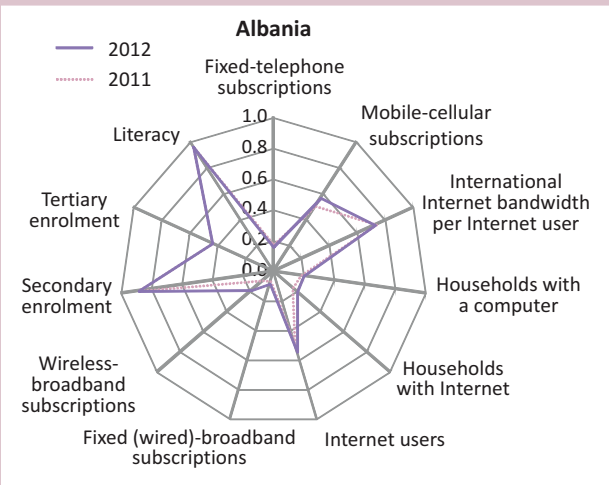 Albania
2012
2011
Fixed-telephone
subscriptions
Mobile-cellular
subscriptions
International
Internet bandwidth
per Internet user
Households with
a computer
Households
with Internet
Internet users
Fixed (wired)-broadband
subscriptions
Wireless-
broadband
subscriptions
Secondary
enrolment
Tertiary
enrolment
Literacy
1.0
0.8
0.6
0.4
0.2
0.0